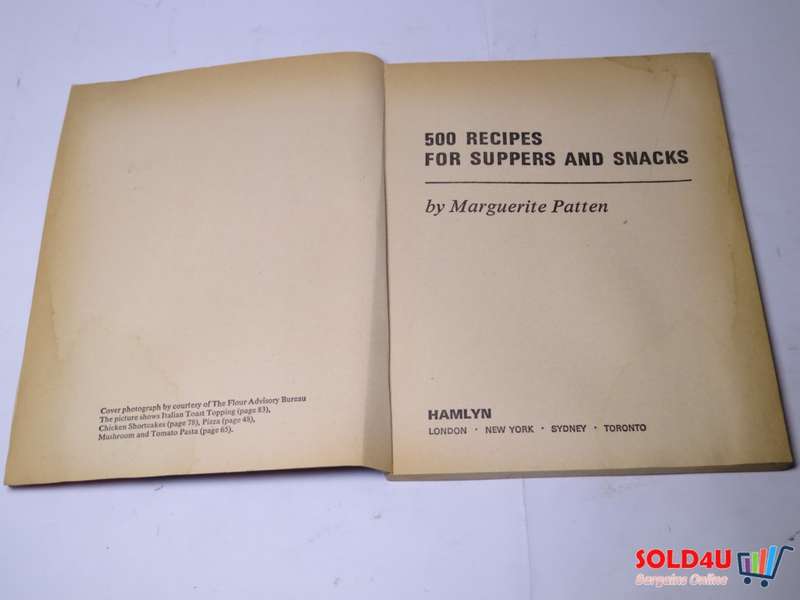 Cover photograph by courtesy of The Flour Advisory Bureau
The picture shows Italian Toast Topping (page 83),
Chicken Shortcakes (page 78), Pizza (page 48),
Mushroom and Tomato Pasta (page 65).
500 RECIPES
FOR SUPPERS AND SNACKS
by Marguerite Patten
HAMLYN
LONDON · NEW YORK · SYDNEY · TORONTO
SOLD4U
Bargains Online